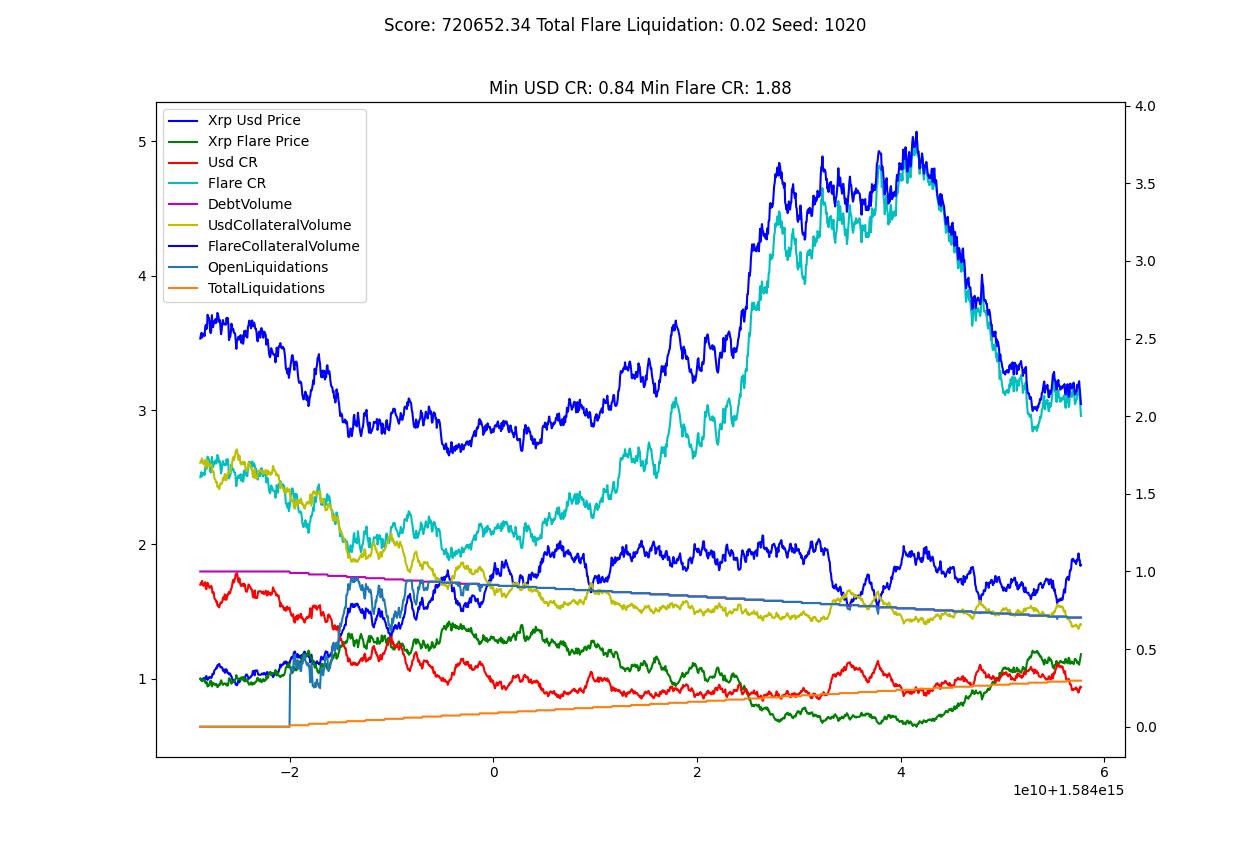 Score: 720652.34 Total Flare Liquidation: 0.02 Seed: 1020
Min USD CR: 0.84 Min Flare CR: 1.88
Xrp Usd Price
Xrp Flare Price
Usd CR
Flare CR
DebtVolume
UsdCollateralVolume
FlareCollateralVolume
OpenLiquidations
TotalLiquidations
5
4
3
2
1
4.0
3.5
3.0
2.5
2.0
1.5
1.0
0.5
0.0
−2 0 2 4 6
1e10+1.584e15